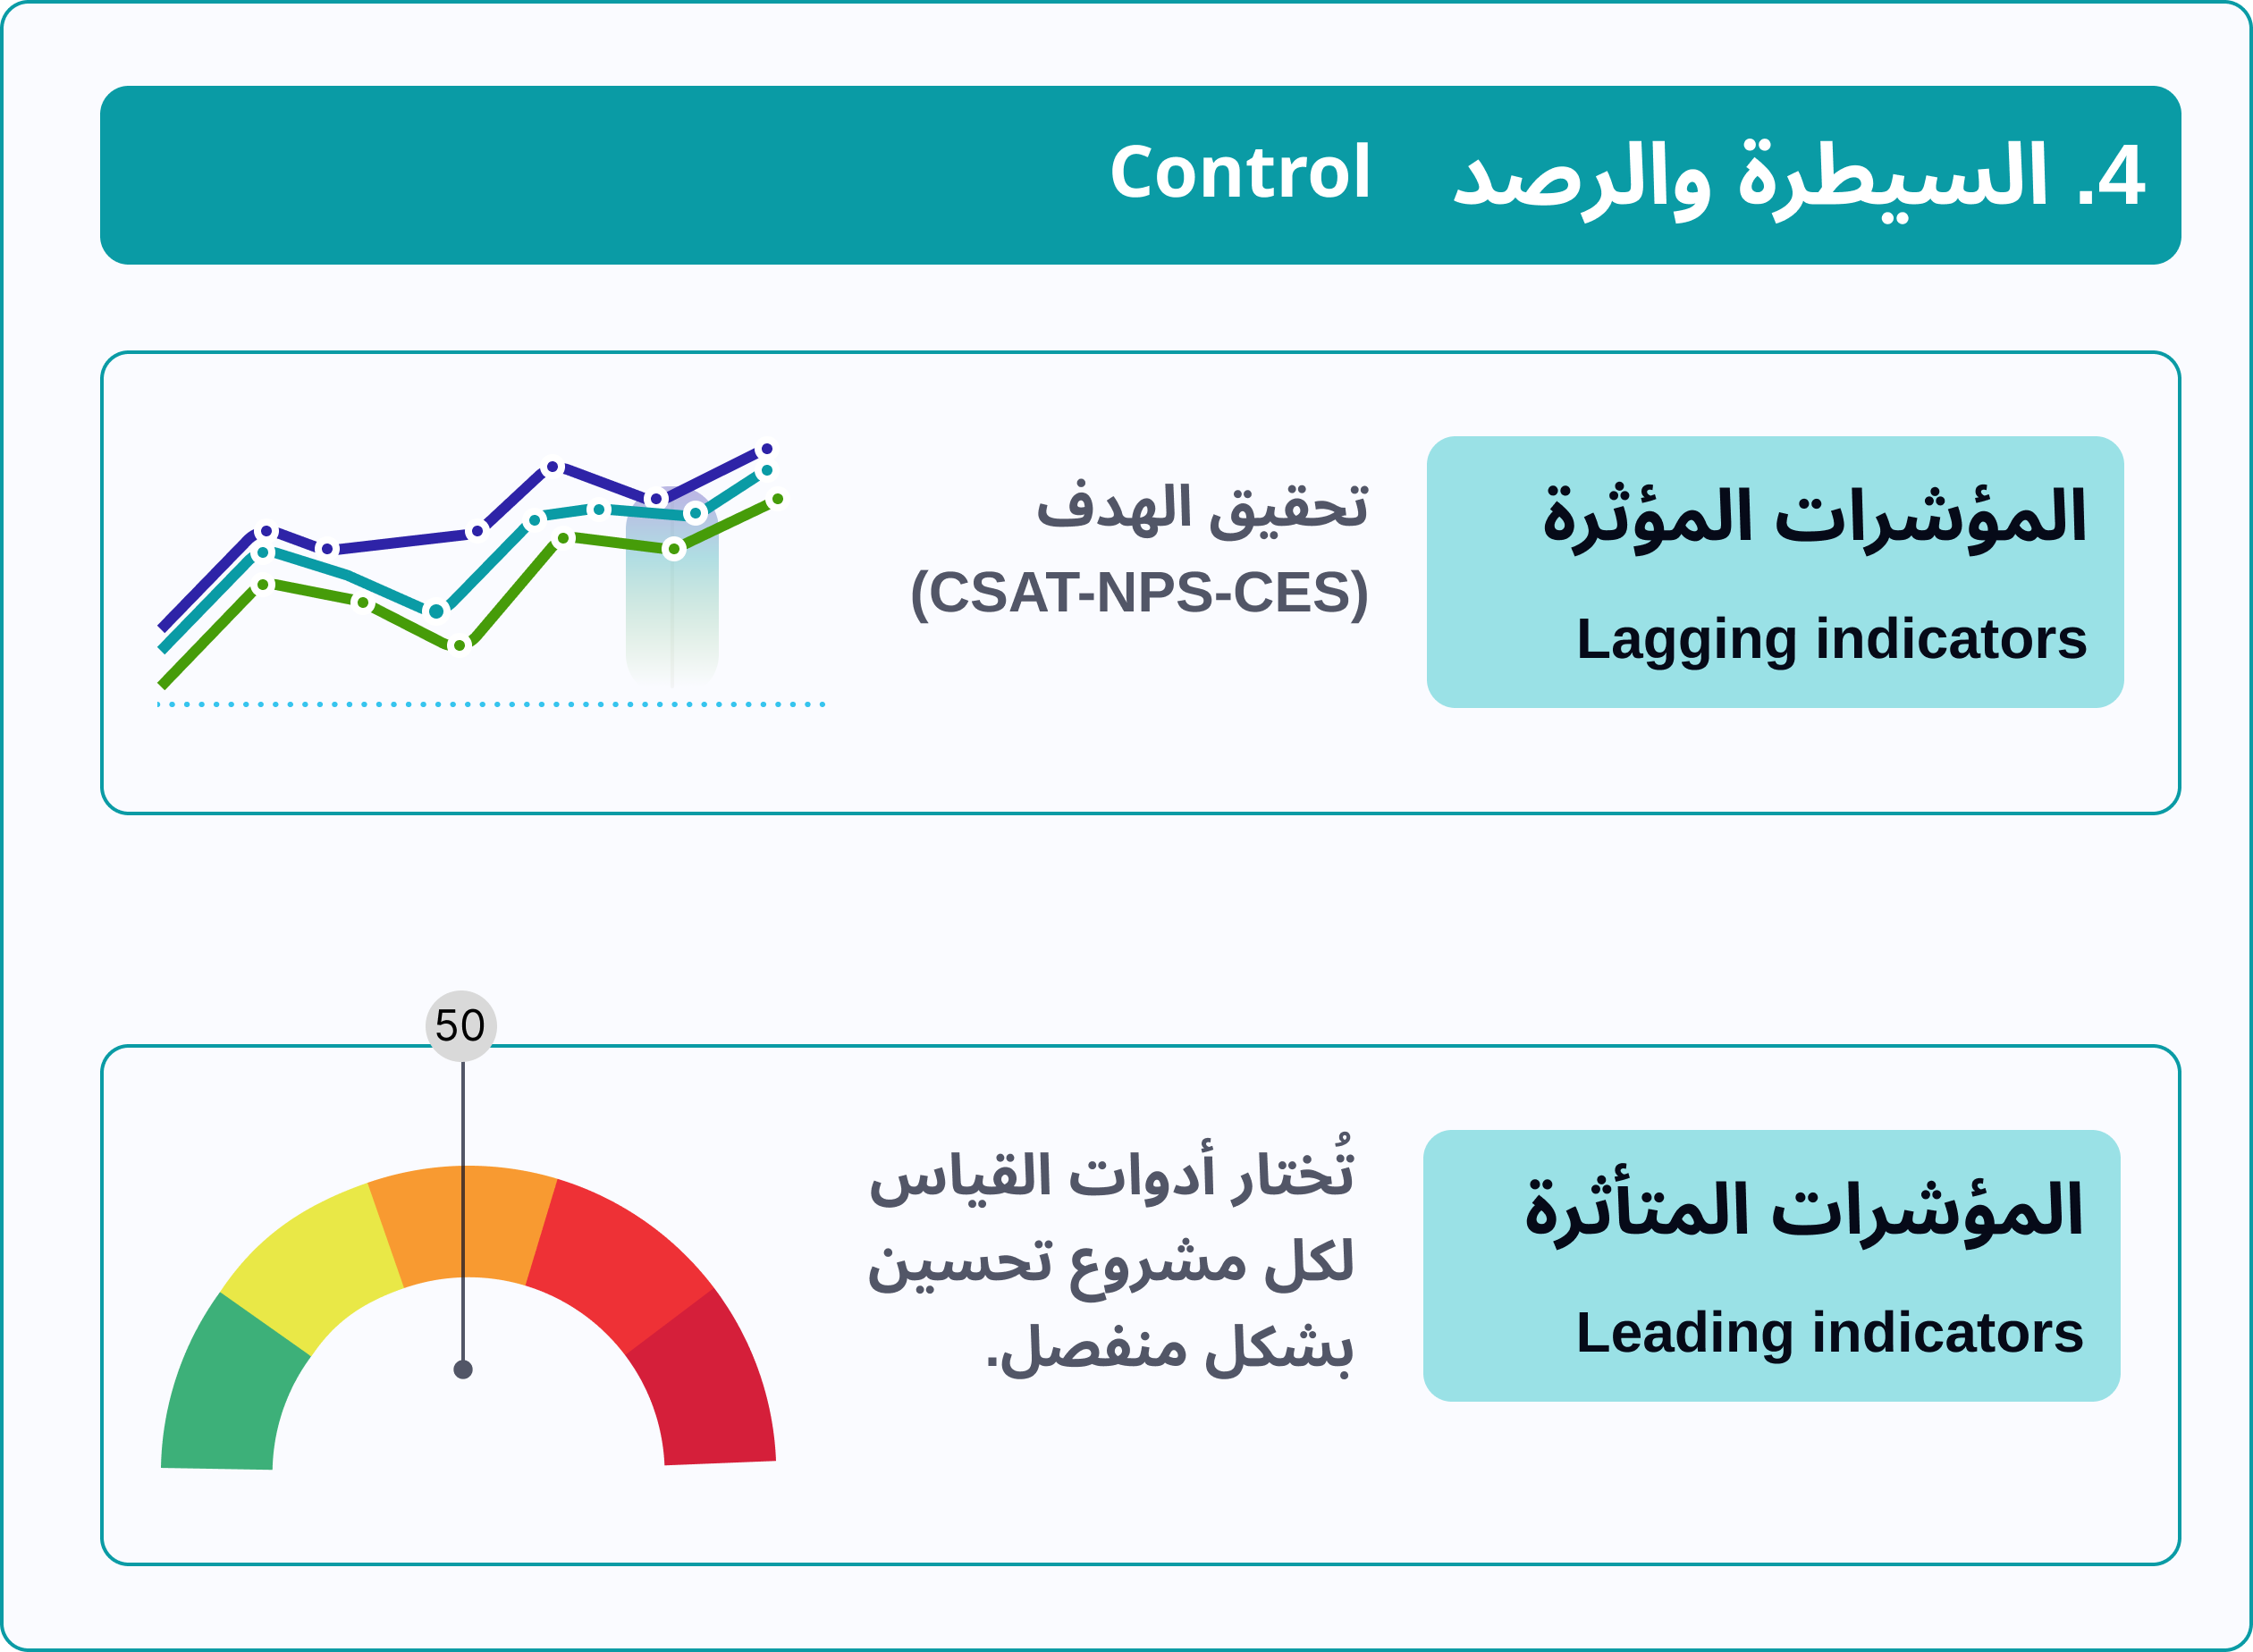 4. السيطرة والرصد Control
المؤشرات الموثرة
Lagging indicators
تحقيق الهدف
(CSAT-NPS-CES)
50
المؤشرات المتأثرة
Leading indicators
تُختار أدوات القياس
لكل مشروع تحسين
بشكل منفصل.